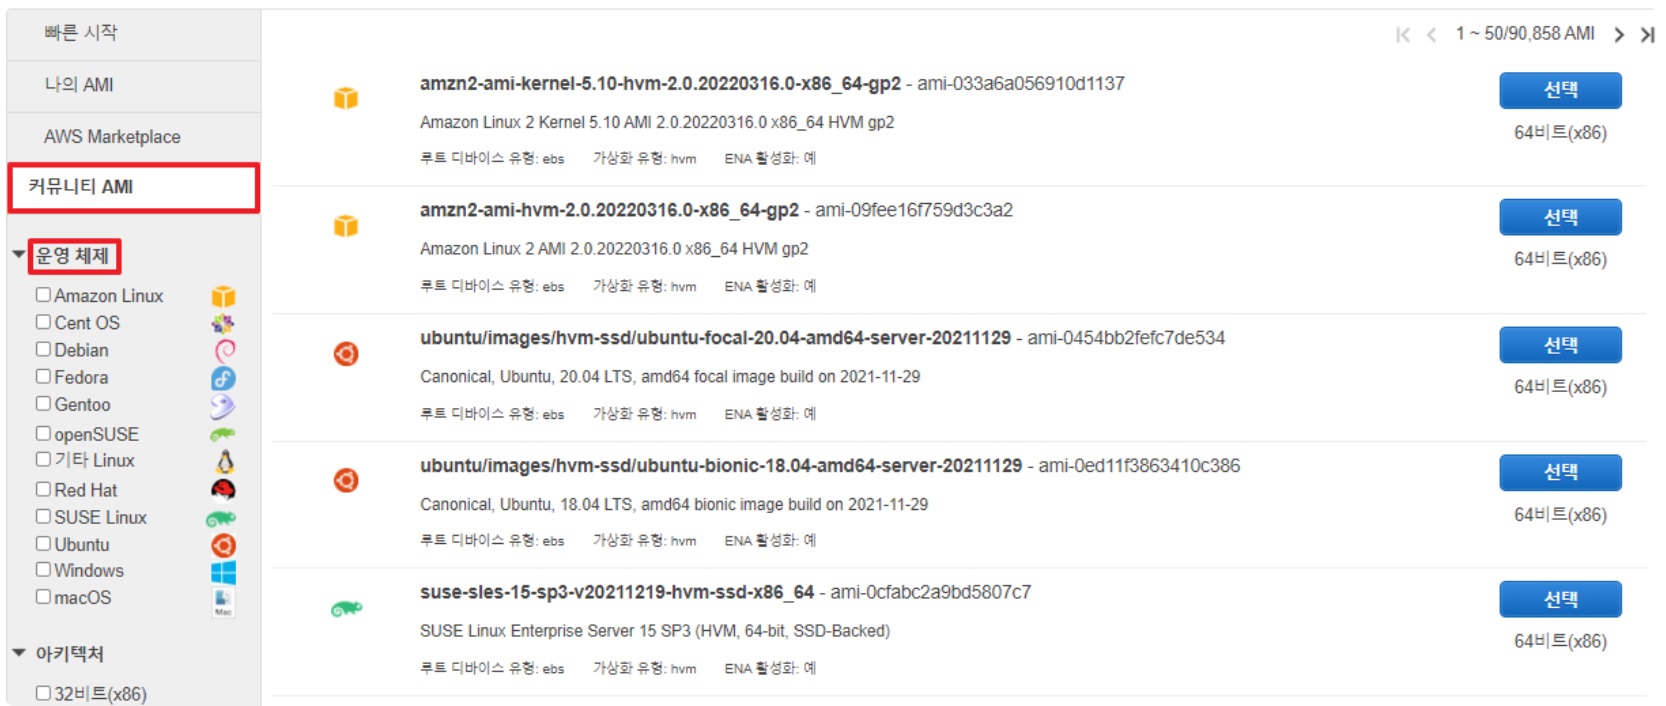 빠른 시작
나의 AMI
AWS Marketplace
커뮤니티 AMI
운영 체제
Amazon Linux
Cent OS
Debian
Fedora
Gentoo
openSUSE
기타 Linux
Red Hat
SUSE Linux
Ubuntu
Windows
macOS
Mac
아키텍처
32비트(x86)
1 ~ 50/90,858 AMI
amzn2-ami-kernel-5.10-hvm-2.0.20220316.0-x86_64-gp2 - ami-033a6a056910d1137
선택
Amazon Linux 2 Kernel 5.10 AMI 2.0.20220316.0 x86_64 HVM gp2
64비트(x86)
루트 디바이스 유형: ebs 가상화 유형: hvm ENA 활성화: 예
amzn2-ami-hvm-2.0.20220316.0-x86_64-gp2 - ami-09fee16f759d3c3a2
선택
Amazon Linux 2 AMI 2.0.20220316.0 x86_64 HVM gp2
64비트(x86)
루트 디바이스 유형: ebs 가상화 유형: hvm ENA 활성화: 예
ubuntu/images/hvm-ssd/ubuntu-focal-20.04-amd64-server-20211129 - ami-0454bb2fefc7de534
선택
Canonical, Ubuntu, 20.04 LTS, amd64 focal image build on 2021-11-29
64비트(x86)
루트 디바이스 유형: ebs 가상화 유형: hvm ENA 활성화: 예
ubuntu/images/hvm-ssd/ubuntu-bionic-18.04-amd64-server-20211129 - ami-0ed11f3863410c386
선택
Canonical, Ubuntu, 18.04 LTS, amd64 bionic image build on 2021-11-29
64비트(x86)
루트 디바이스 유형: ebs 가상화 유형: hvm ENA 활성화: 예
suse-sles-15-sp3-v20211219-hvm-ssd-x86_64 - ami-0cfabc2a9bd5807c7
선택
SUSE Linux Enterprise Server 15 SP3 (HVM, 64-bit, SSD-Backed)
64비트(x86)
루트 디바이스 유형: ebs 가상화 유형: hvm ENA 활성화: 예